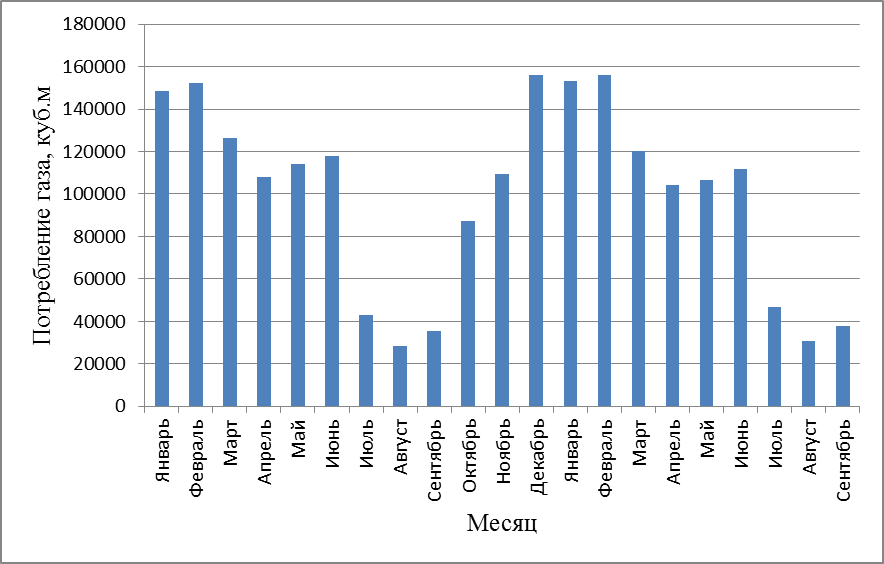 180000
160000
140000
120000
100000
80000
60000
40000
20000
0
Потребление газа, куб.м
Январь
Февраль
Март
Апрель
Май
Июнь
Июль
Август
Сентябрь
Октябрь
Ноябрь
Декабрь
Январь
Февраль
Март
Апрель
Май
Июнь
Июль
Август
Сентябрь
Месяц